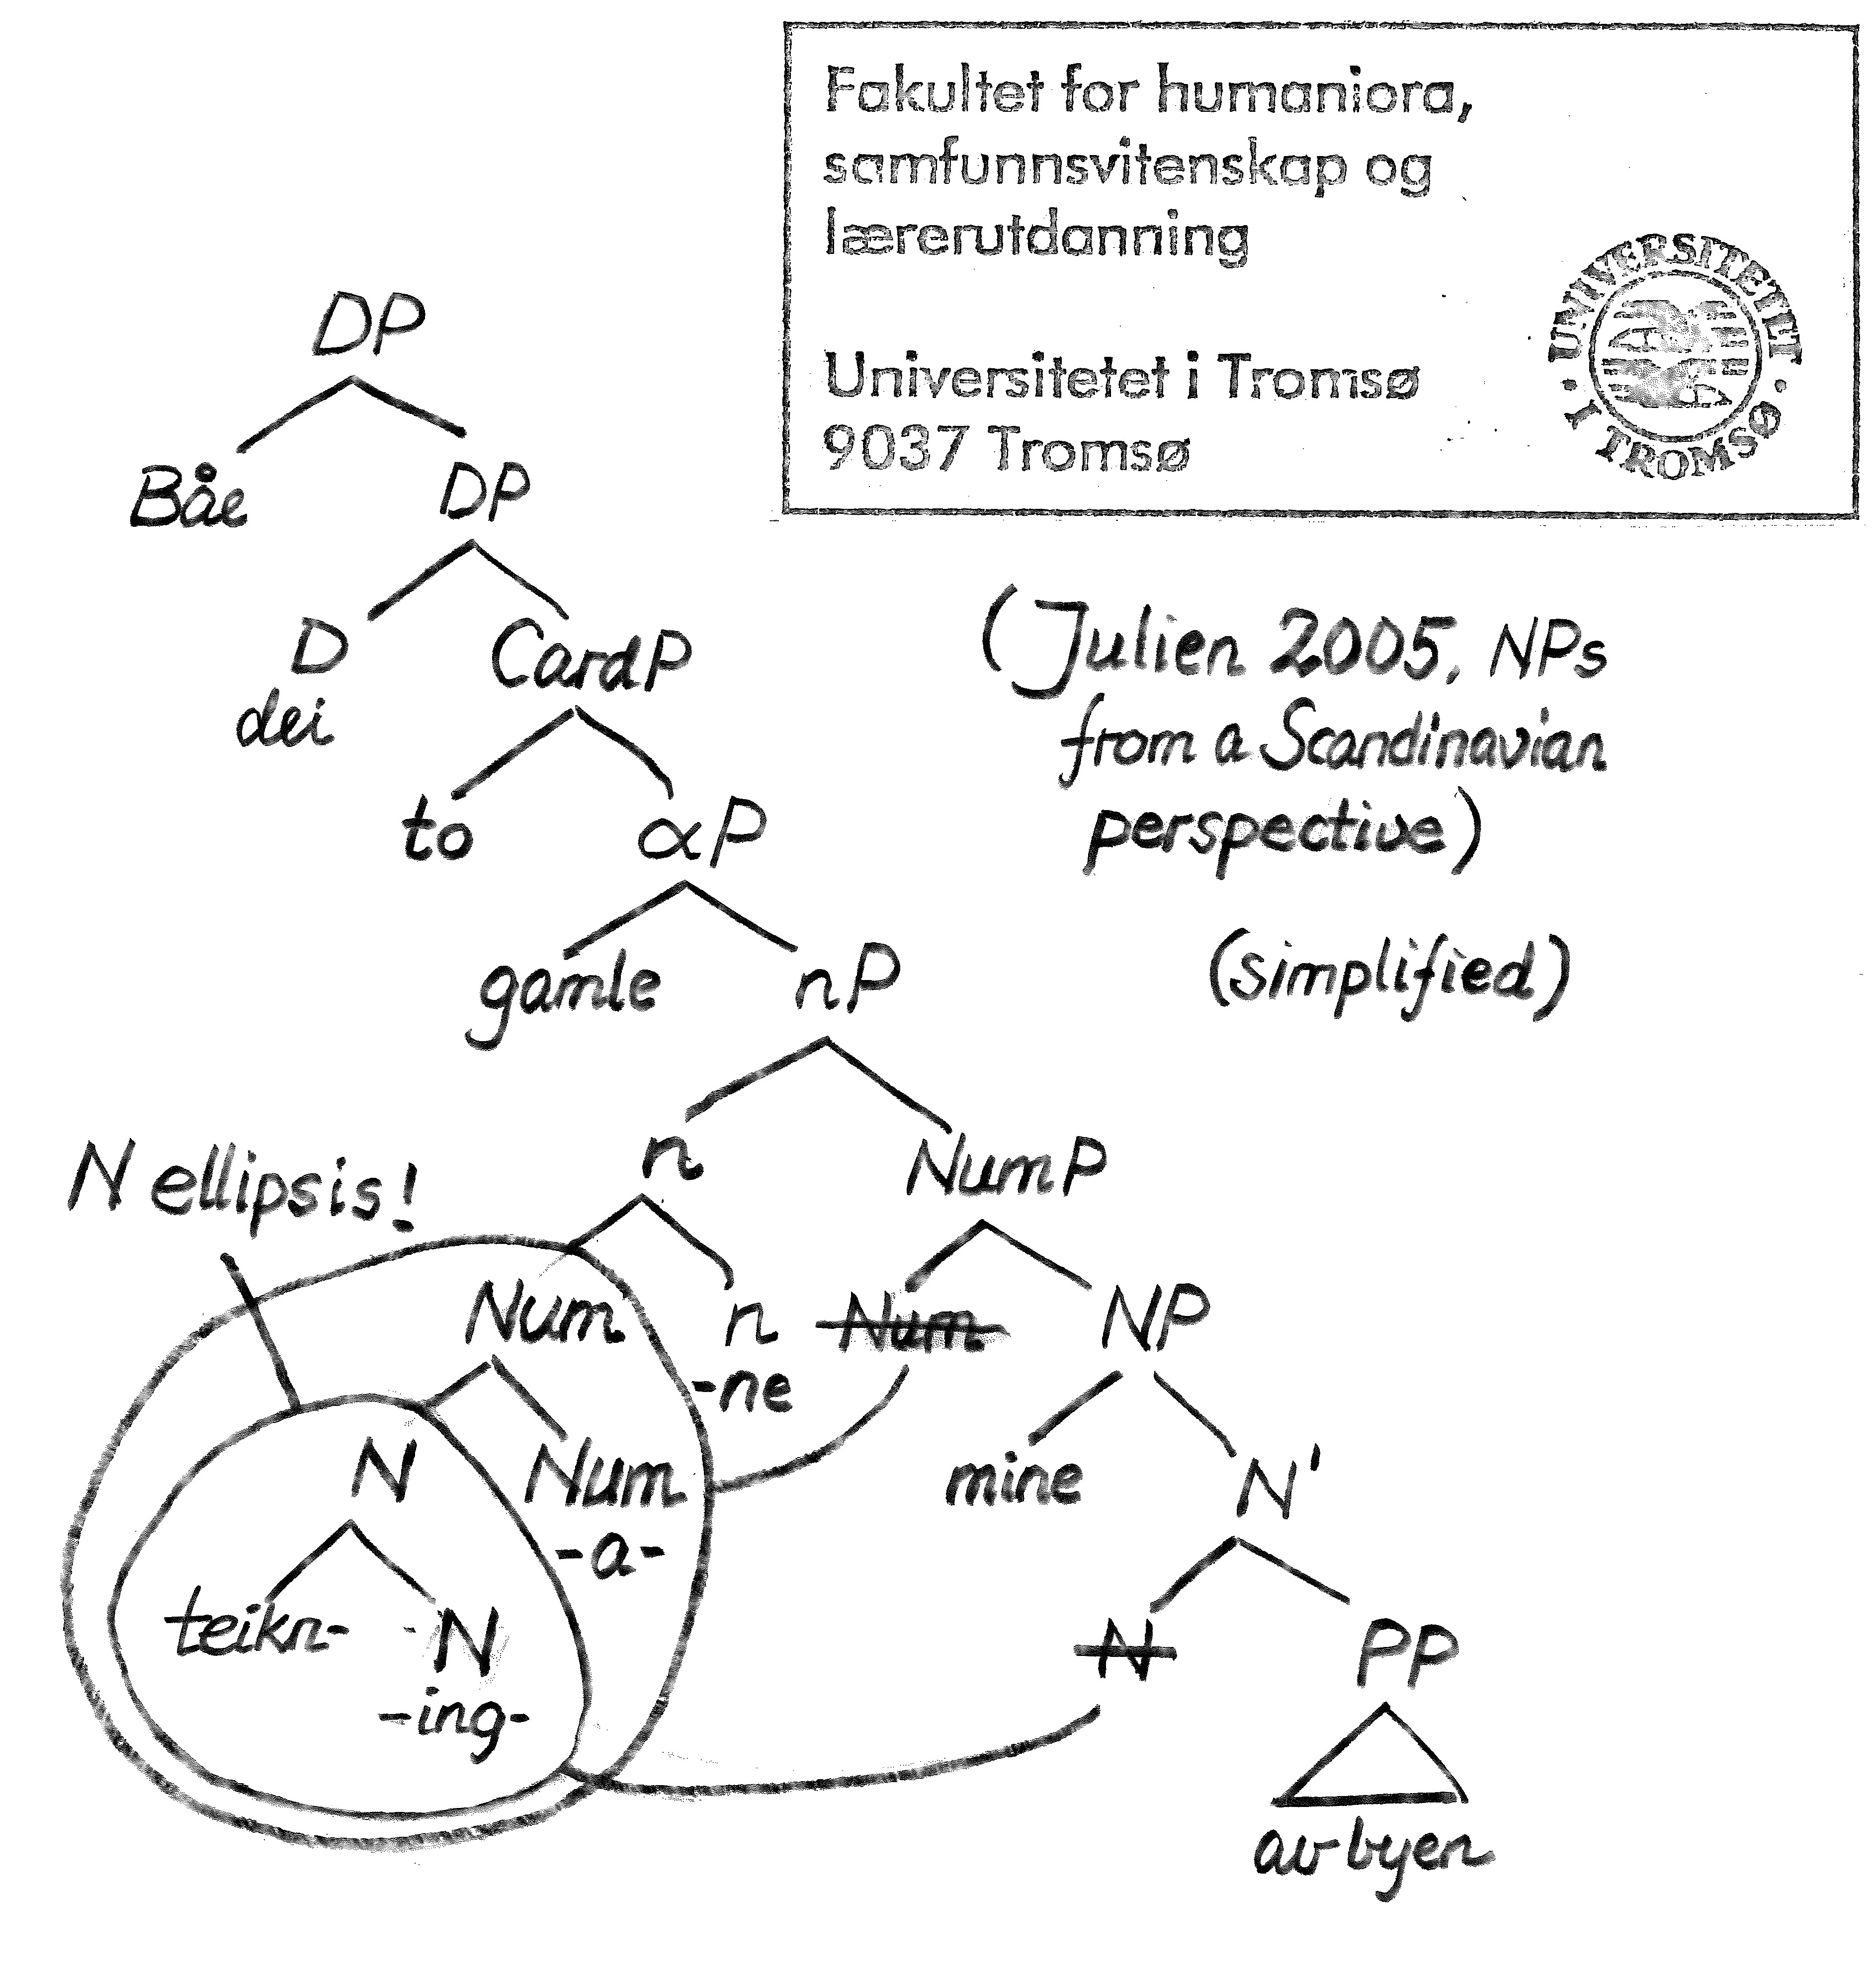 Fakultet for humaniora,
samfunnsvitenskap og
lærerutdanning
Universitetet i Tromsø
9037 Tromsø
UNIVERSITETET I TROMSØ
DP
Båe DP
D CardP
dei
to αP
gamle nP
n NumP
Num n Num NP
-ne
N Num mine N'
-a-
teikn- N N PP
-ing-
av byen
N ellipsis!
(Julien 2005, NPs
from a Scandinavian
perspective)
(simplified)